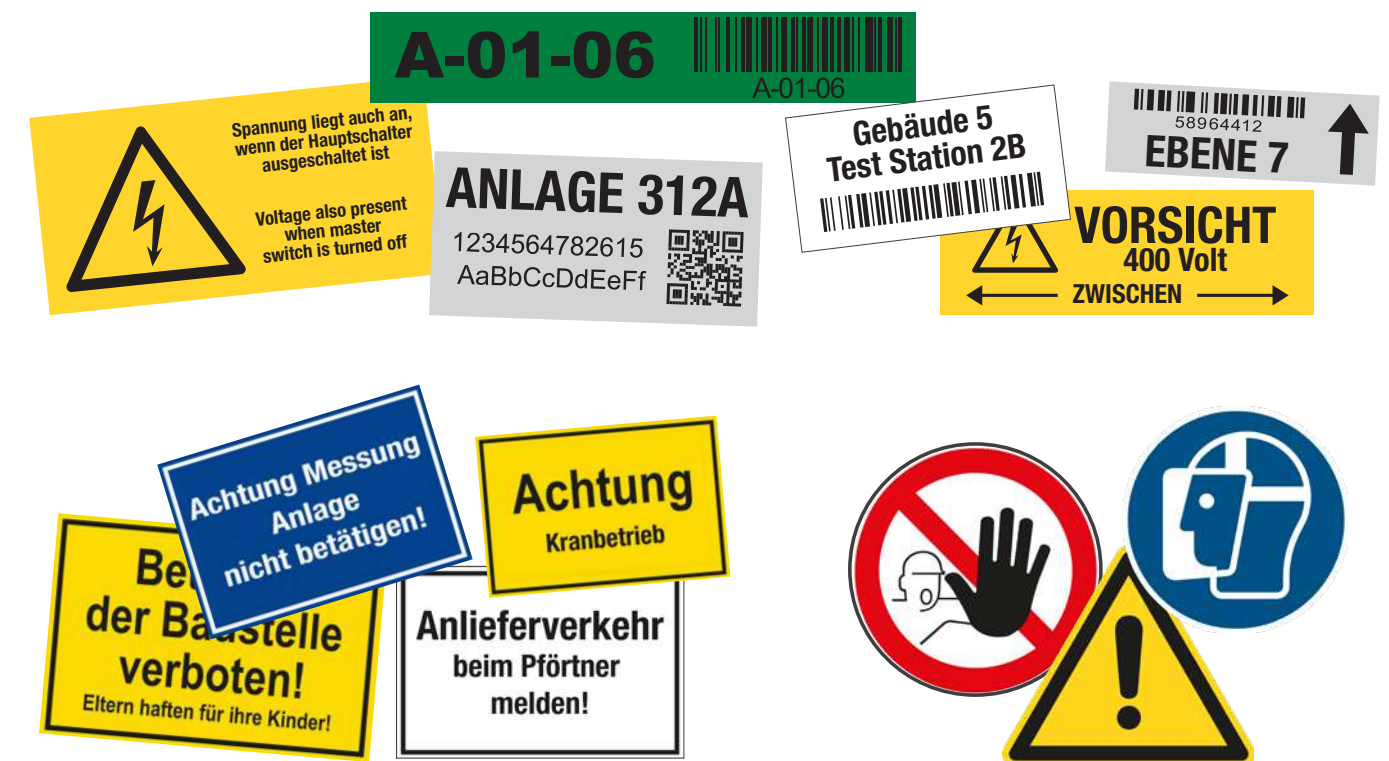 A-01-06
A-01-06
Spannung liegt auch an,
wenn der Hauptschalter
ausgeschaltet ist
Voltage also present
when master
switch is turned off
ANLAGE 312A
1234564782615
AaBbCcDdEeFf
Gebäude 5
Test Station 2B
58964412
EBENE 7
VORSICHT
400 Volt
ZWISCHEN
Achtung Messung
Anlage
nicht betätigen!
Achtung
Kranbetrieb
der Baustelle
verboten!
Eltern haften für ihre Kinder!
Anlieferverkehr
beim Pförtner
melden!